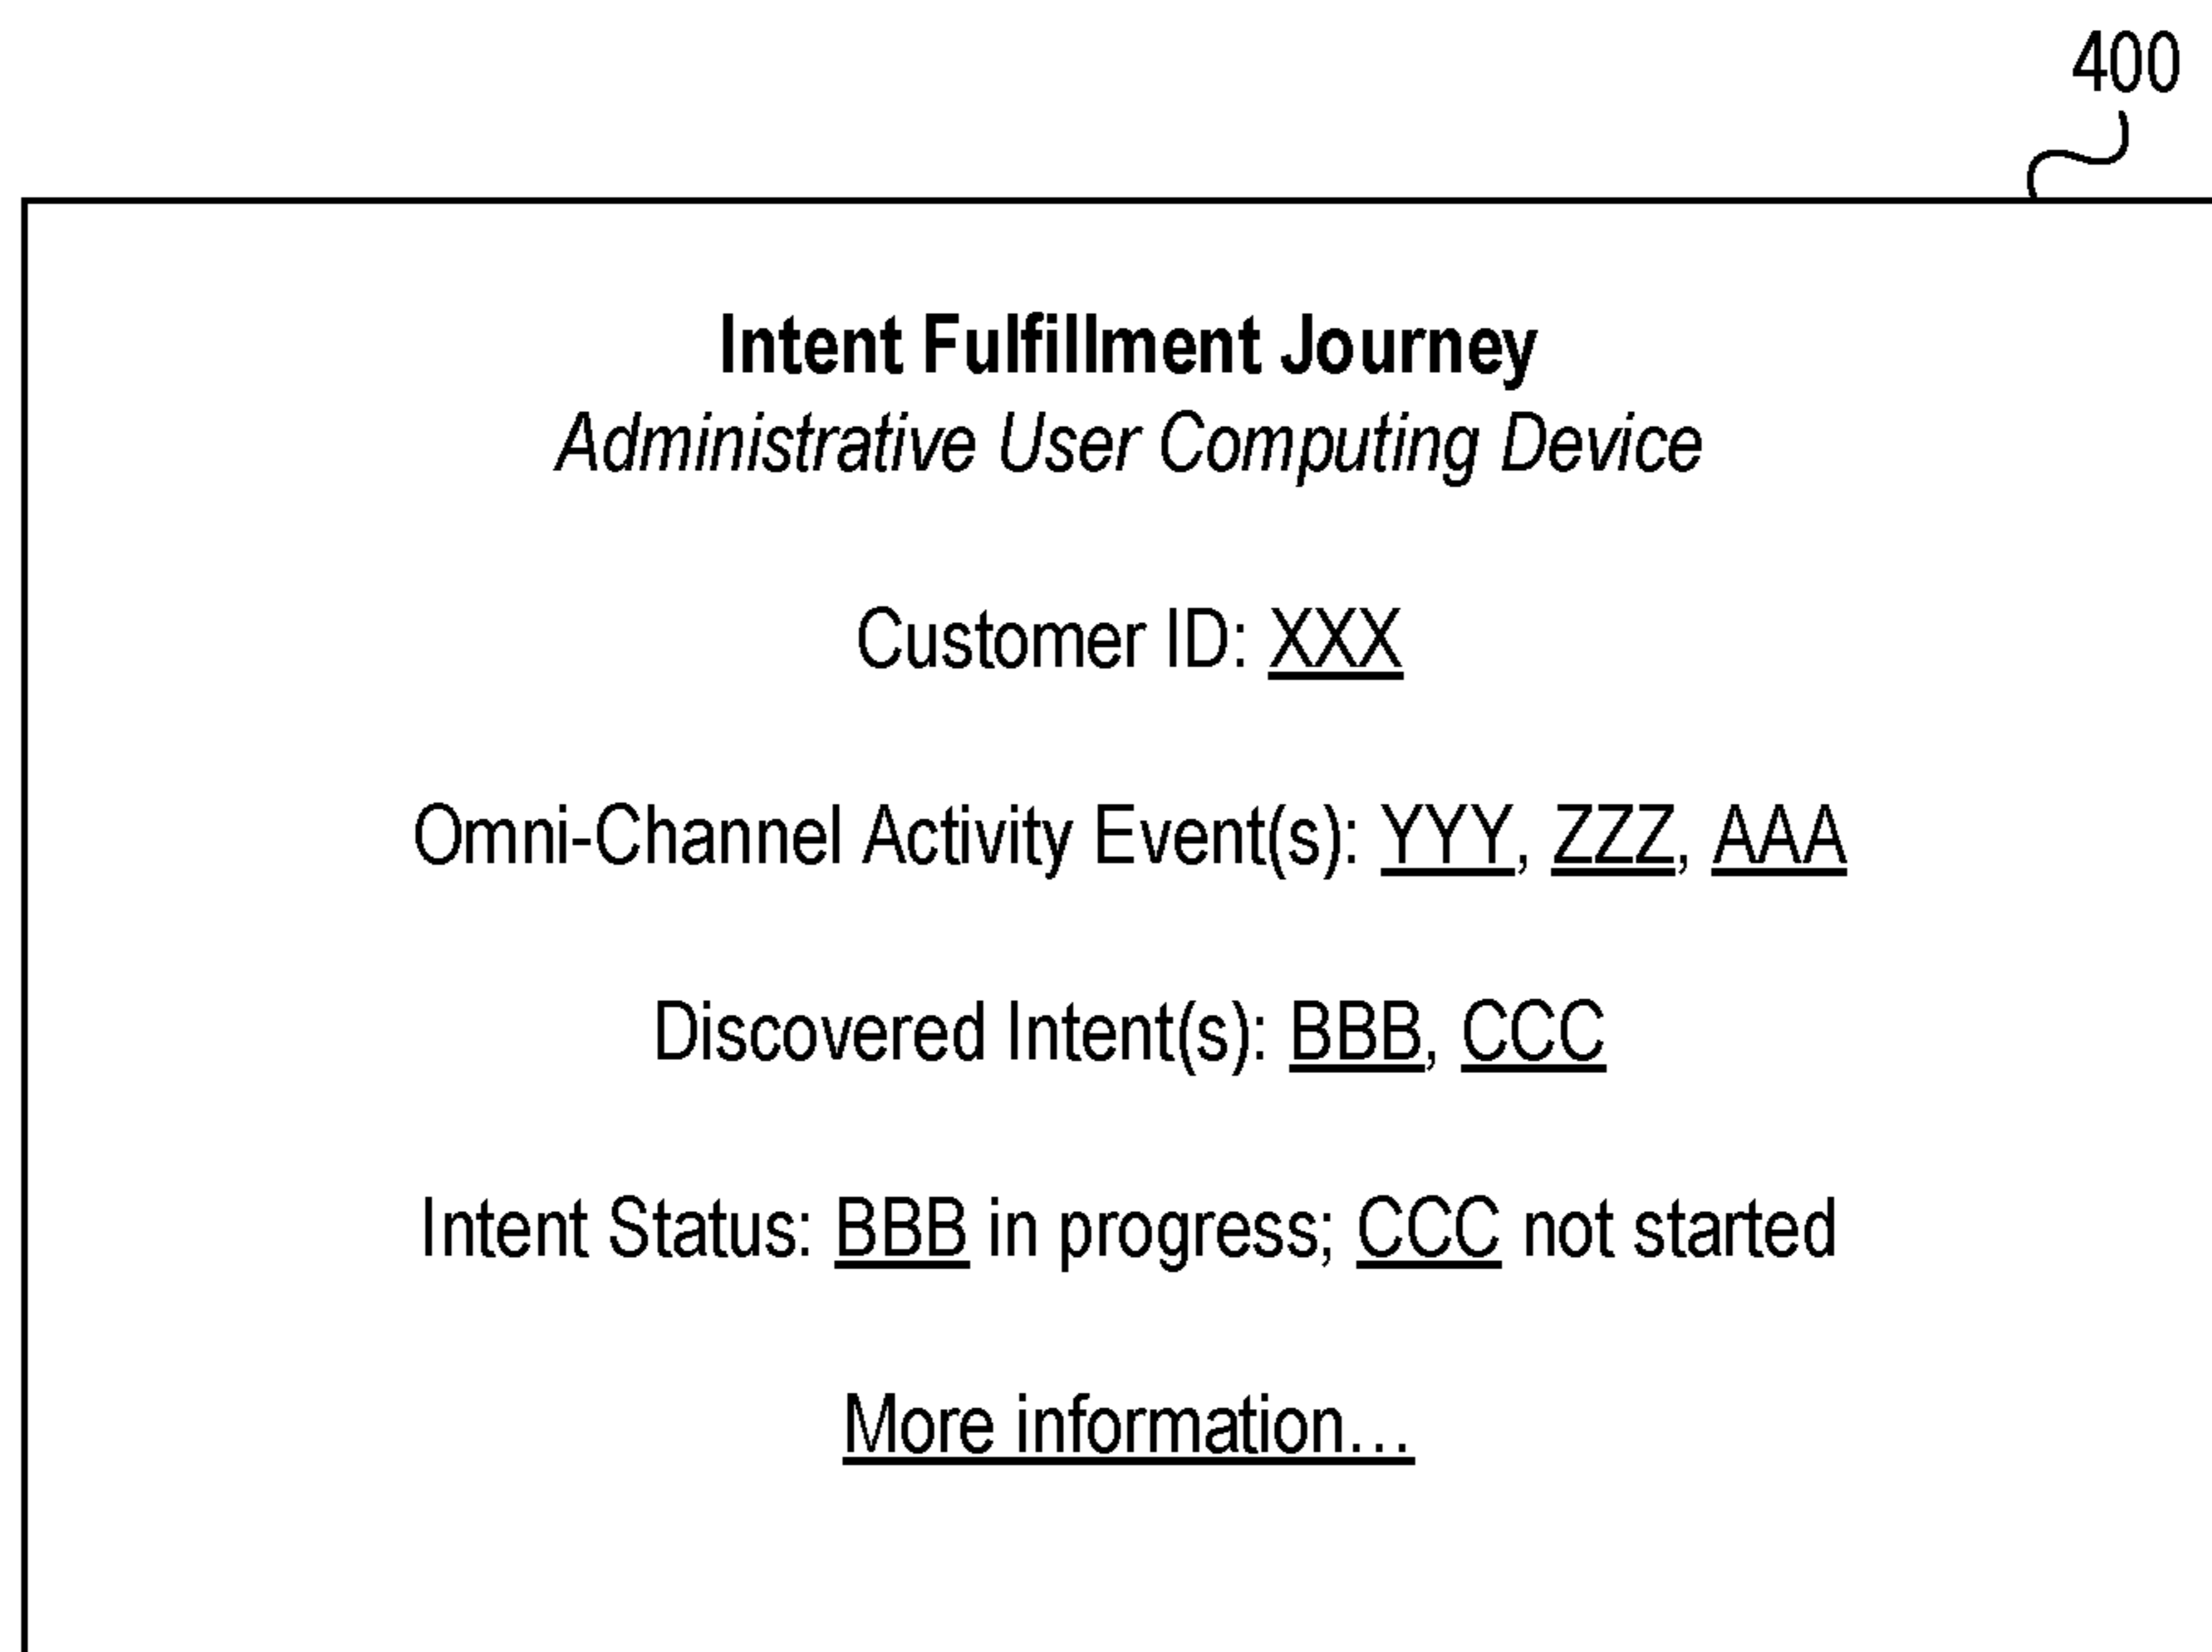 400
Intent Fulfillment Journey
Administrative User Computing Device
Customer ID: XXX
Omni-Channel Activity Event(s): YYY, ZZZ, AAA
Discovered Intent(s): BBB, CCC
Intent Status: BBB in progress; CCC not started
More information...